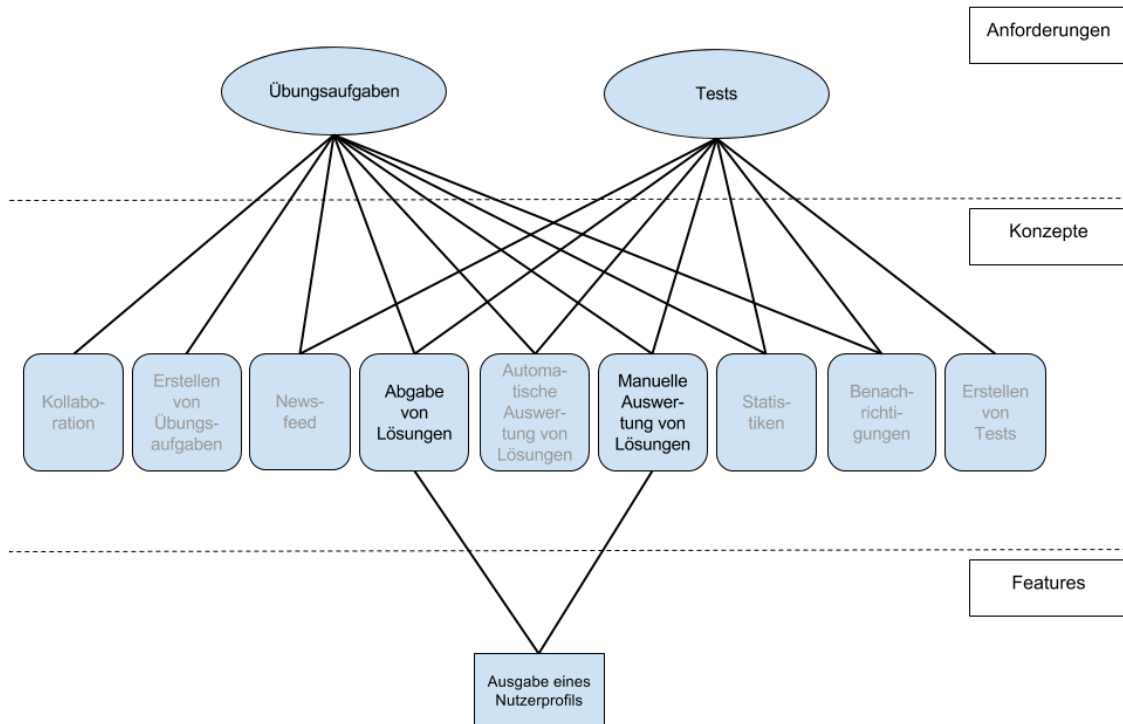 Anforderungen
Übungsaufgaben
Tests
Konzepte
Kollabo-
ration
Erstellen
von
Übungs-
aufgaben
News-
feed
Abgabe
von
Lösungen
Automa-
tische
Auswer-
tung von
Lösungen
Manuelle
Auswer-
tung von
Lösungen
Statis-
tiken
Benach-
richti-
gungen
Erstellen
von
Tests
Features
Ausgabe eines
Nutzerprofils